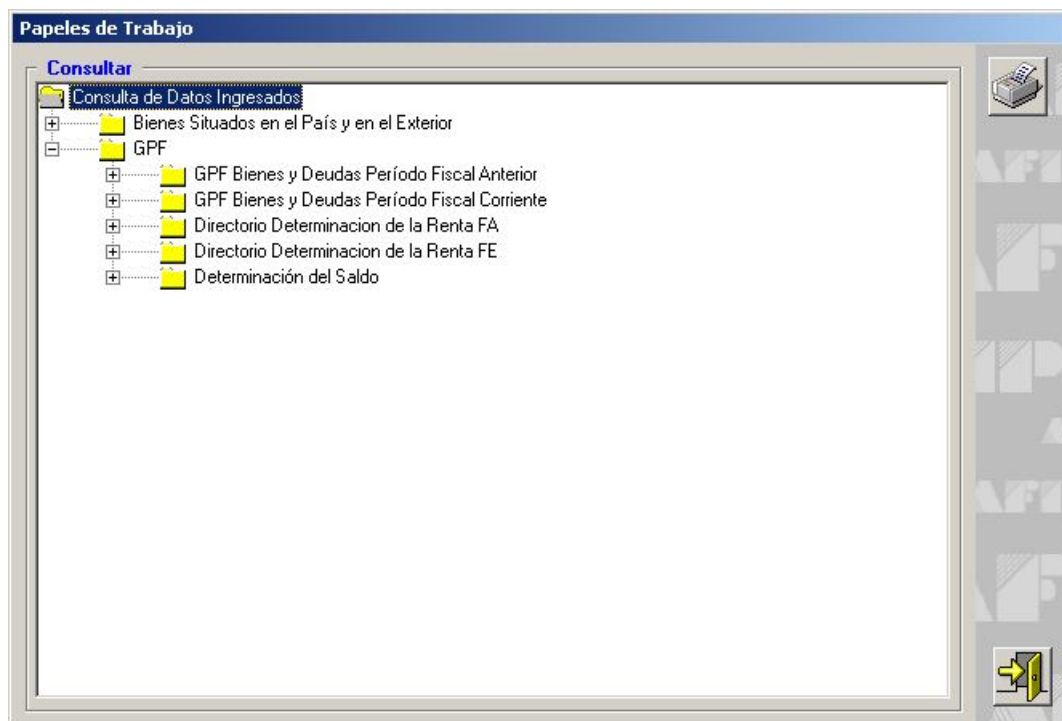 Papeles de Trabajo
Consultar
Consulta de Datos Ingresados
Bienes Situados en el País y en el Exterior
GPF
GPF Bienes y Deudas Período Fiscal Anterior
GPF Bienes y Deudas Período Fiscal Corriente
Directorio Determinacion de la Renta FA
Directorio Determinacion de la Renta FE
Determinación del Saldo